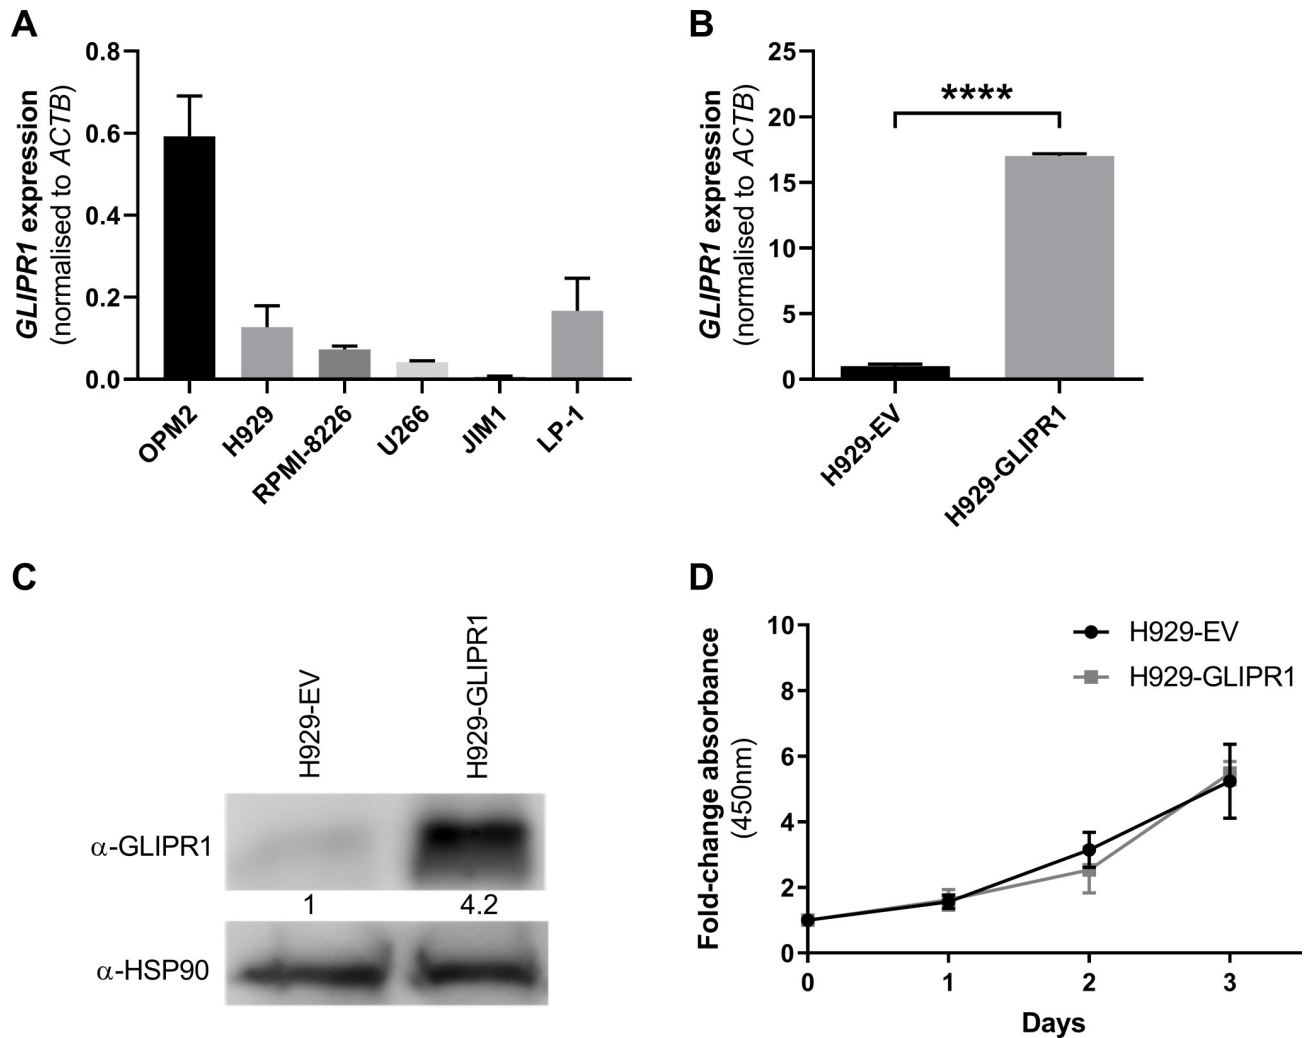 A
GLIPR1 expression
(normalised to ACTB)
0.8
0.6
0.4
0.2
0.0
OPM2
H929
RPMI-8226
U266
JIM1
LP-1
B
GLIPR1 expression
(normalised to ACTB)
25
20
15
10
5
0
****
H929-EV
H929-GLIPR1
C
H929-EV
H929-GLIPR1
α-GLIPR1
1 4.2
α-HSP90
D
Fold-change absorbance
(450nm)
10
8
6
4
2
0
H929-EV
H929-GLIPR1
0 1 2 3
Days